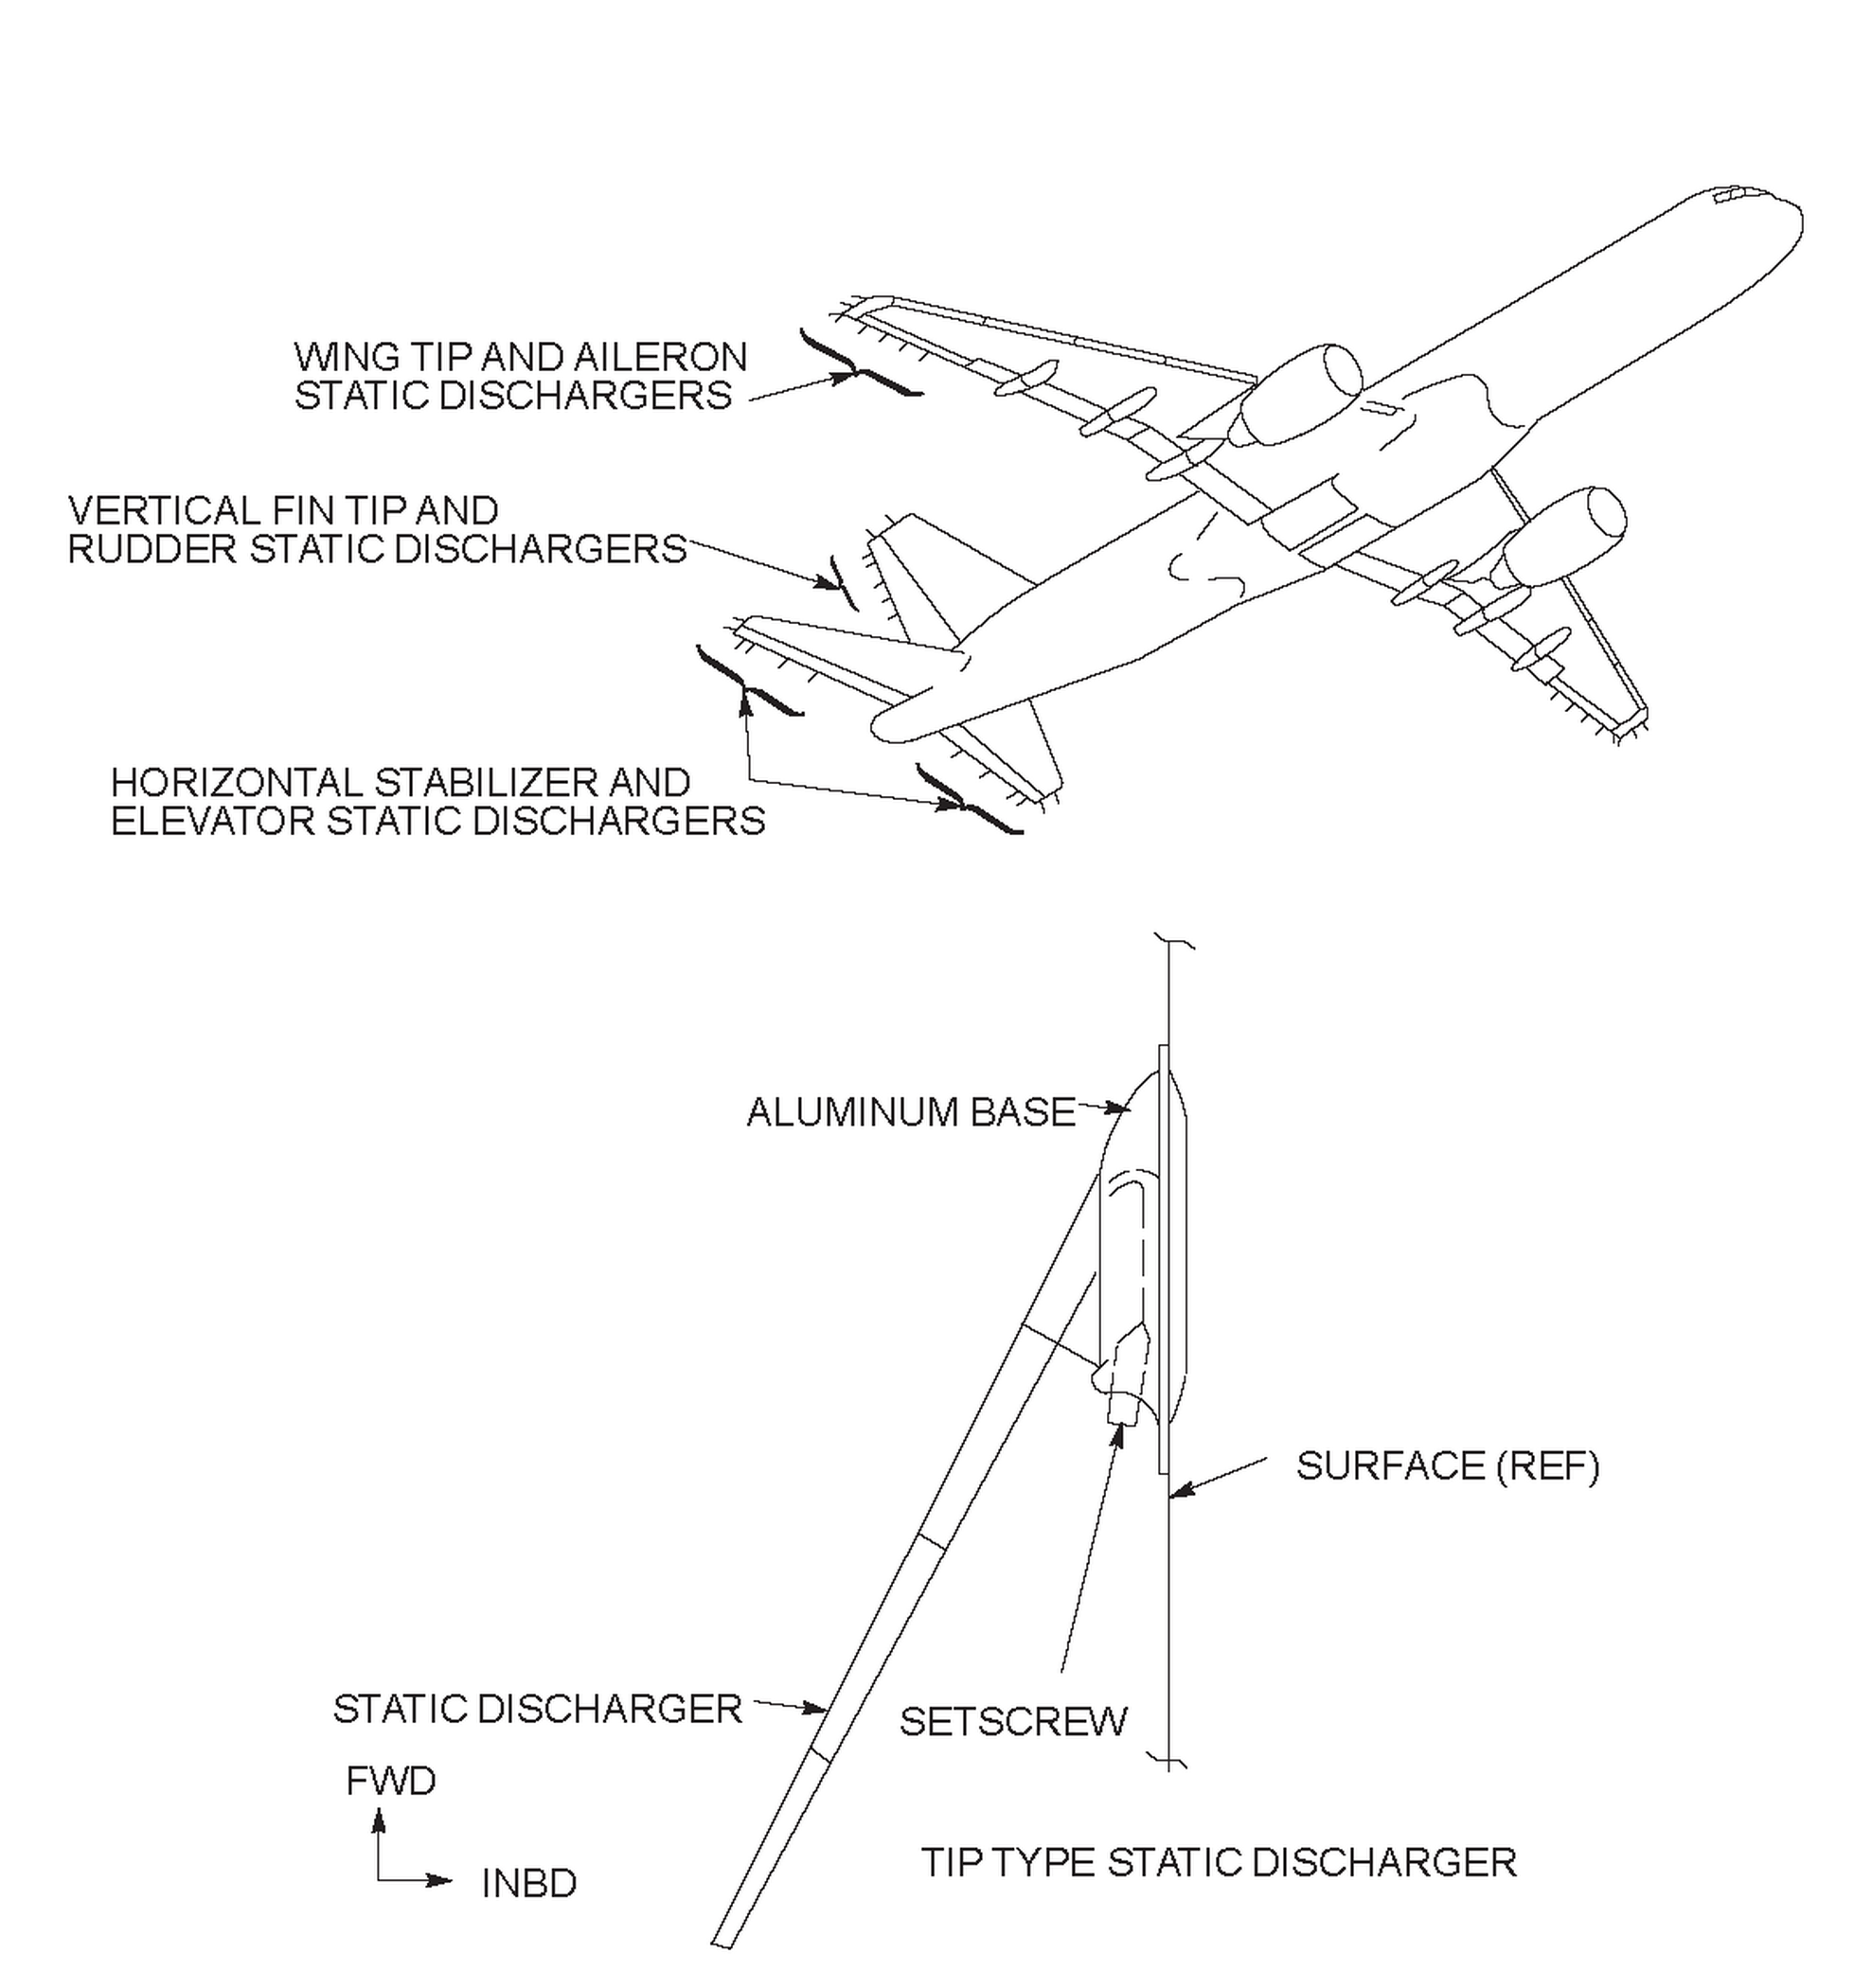 WING TIP AND AILERON
STATIC DISCHARGERS
VERTICAL FIN TIP AND
RUDDER STATIC DISCHARGERS
HORIZONTAL STABILIZER AND
ELEVATOR STATIC DISCHARGERS
ALUMINUM BASE
SURFACE (REF)
STATIC DISCHARGER
SETSCREW
FWD
INBD
TIP TYPE STATIC DISCHARGER